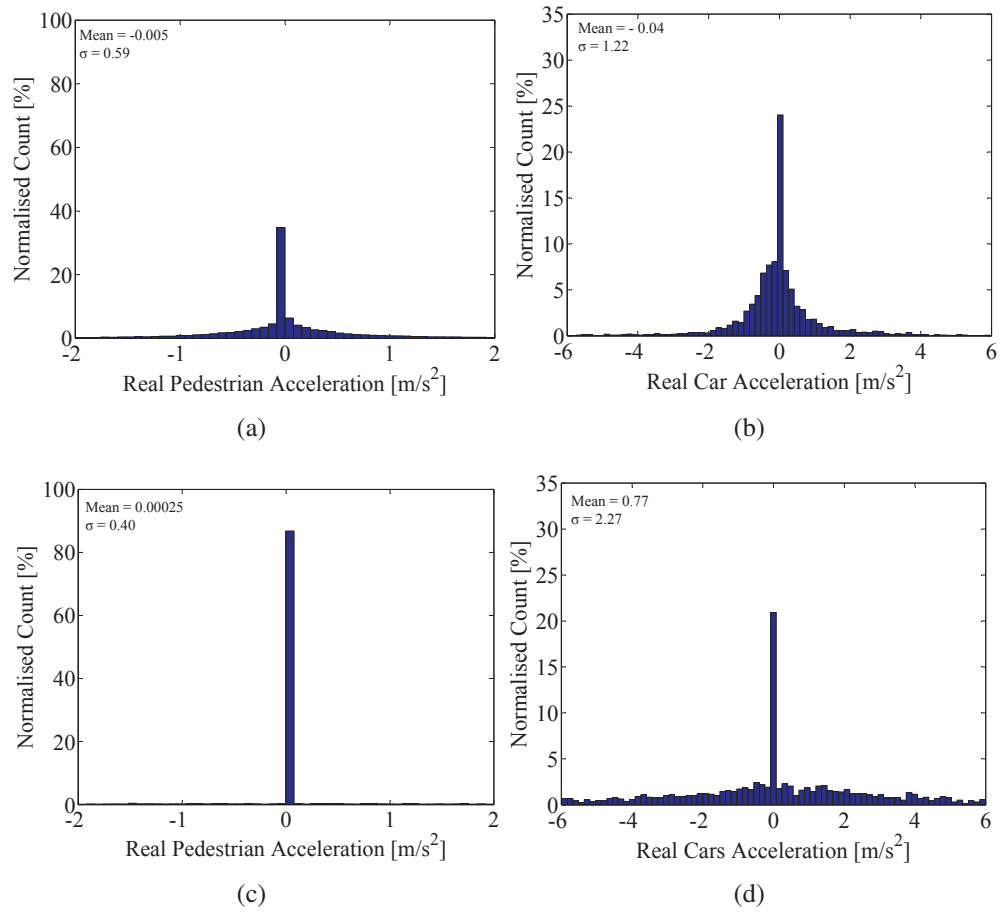 Mean = -0.005
σ = 0.59
Normalised Count [%]
100
80
60
40
20
0
-2
-1
0
1
2
Real Pedestrian Acceleration [m/s²]
(a)
Mean = - 0.04
σ = 1.22
Normalised Count [%]
35
30
25
20
15
10
5
0
-6
-4
-2
0
2
4
6
Real Car Acceleration [m/s²]
(b)
Mean = 0.00025
σ = 0.40
Normalised Count [%]
100
80
60
40
20
0
-2
-1
0
1
2
Real Pedestrian Acceleration [m/s²]
(c)
Mean = 0.77
σ = 2.27
Normalised Count [%]
35
30
25
20
15
10
5
0
-6
-4
-2
0
2
4
6
Real Cars Acceleration [m/s²]
(d)